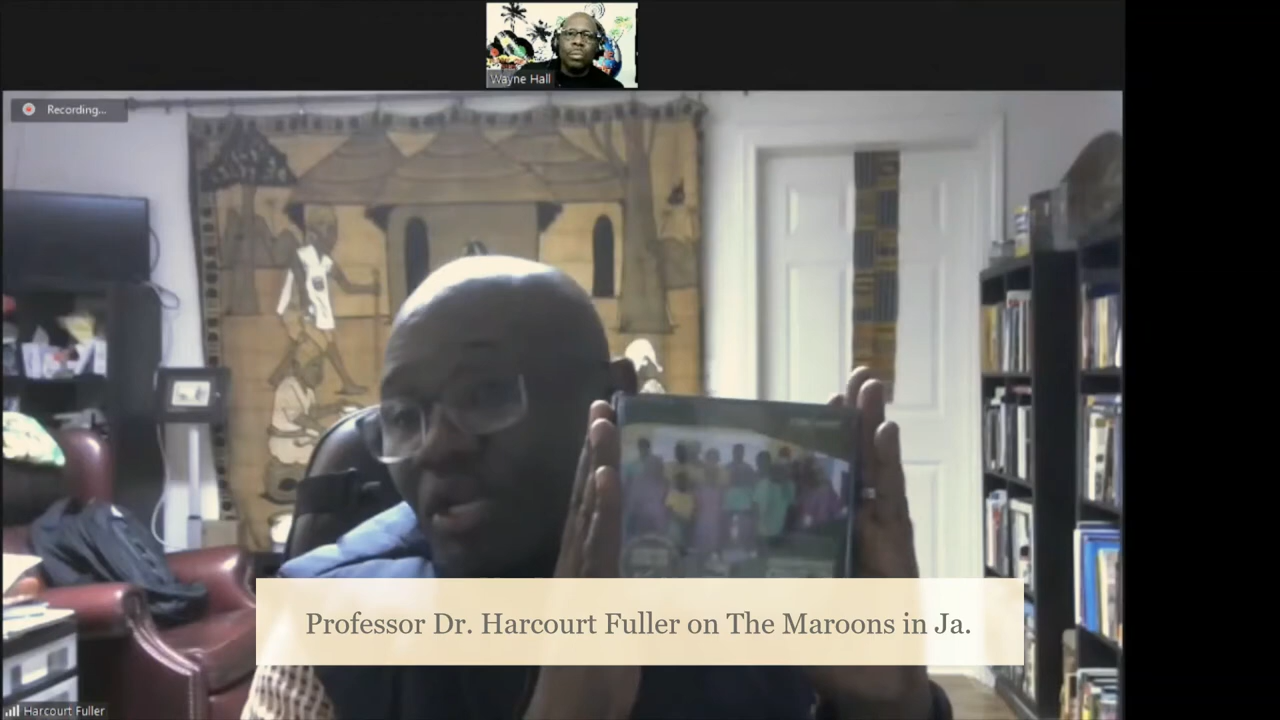 Wayne Hall
Recording...
Professor Dr. Harcourt Fuller on The Maroons in Ja.
Harcourt Fuller